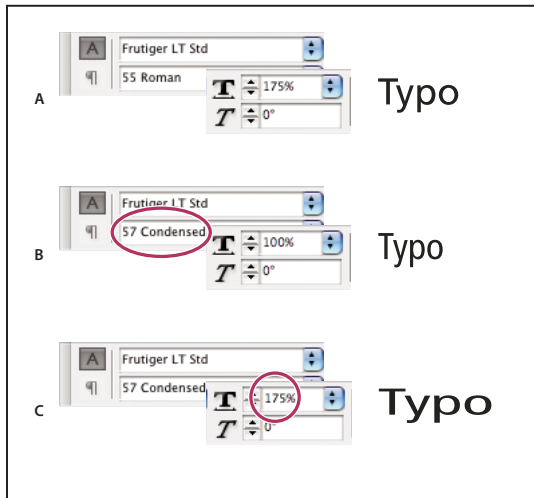 A
Frutiger LT Std
55 Roman
T 175%
T 0°
Typo
A
B
Frutiger LT Std
57 Condensed
T 100%
T 0°
Typo
A
C
Frutiger LT Std
57 Condensed
T 175%
T 0°
Typo